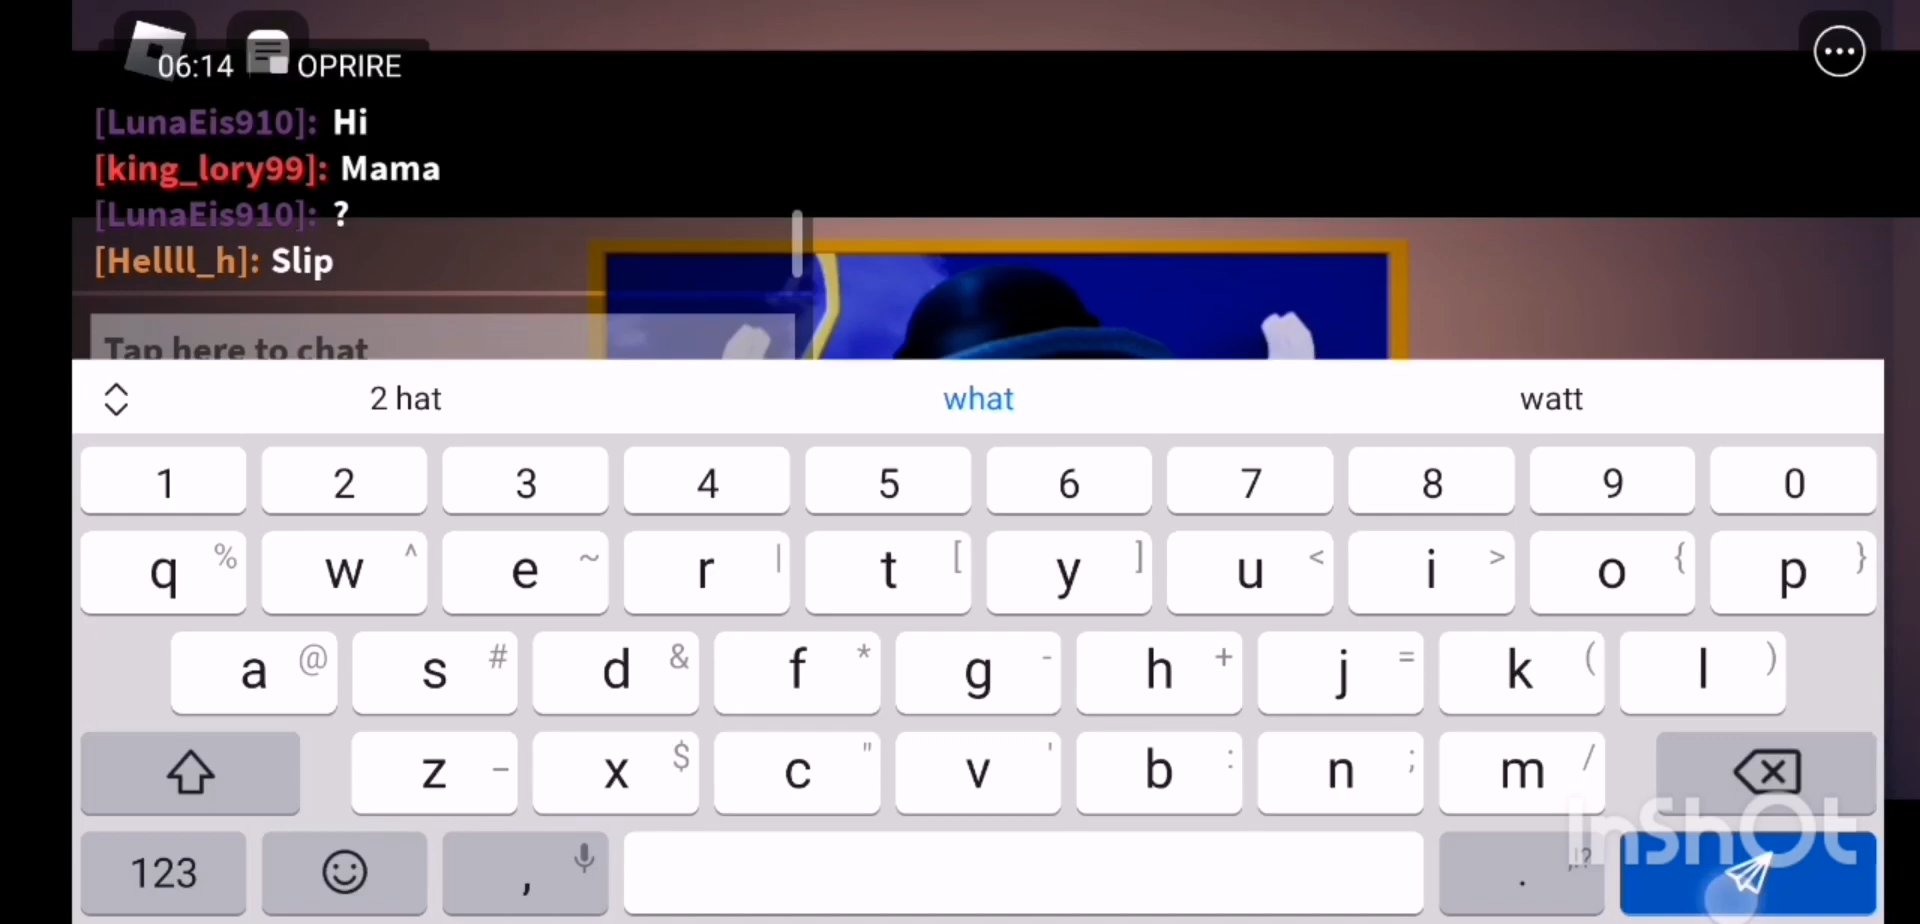 06:14 OPRIRE
[LunaEis910]: Hi
[king_lory99]: Mama
[LunaEis910]: ?
[Hellll_h]: Slip
Tap here to chat
2 hat what watt
1 2 3 4 5 6 7 8 9 0
q % w ^ e ~ r | t [ y ] u < i > o { p }
a @ s # d & f * g - h + j = k ( l )
z _ x $ c " v ' b : n ; m /
InShOt
123 , . ,!?